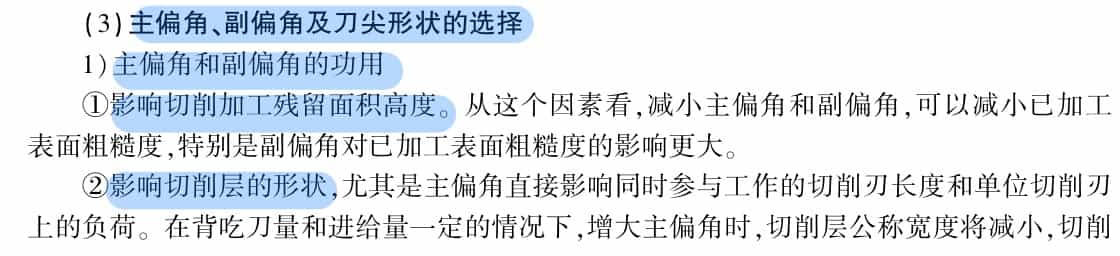 (3)主偏角、副偏角及刀尖形状的选择
1)主偏角和副偏角的功用
①影响切削加工残留面积高度。从这个因素看,减小主偏角和副偏角,可以减小已加工
表面粗糙度,特别是副偏角对已加工表面粗糙度的影响更大。
②影响切削层的形状,尤其是主偏角直接影响同时参与工作的切削刃长度和单位切削刃
上的负荷。在背吃刀量和进给量一定的情况下,增大主偏角时,切削层公称宽度将减小,切削